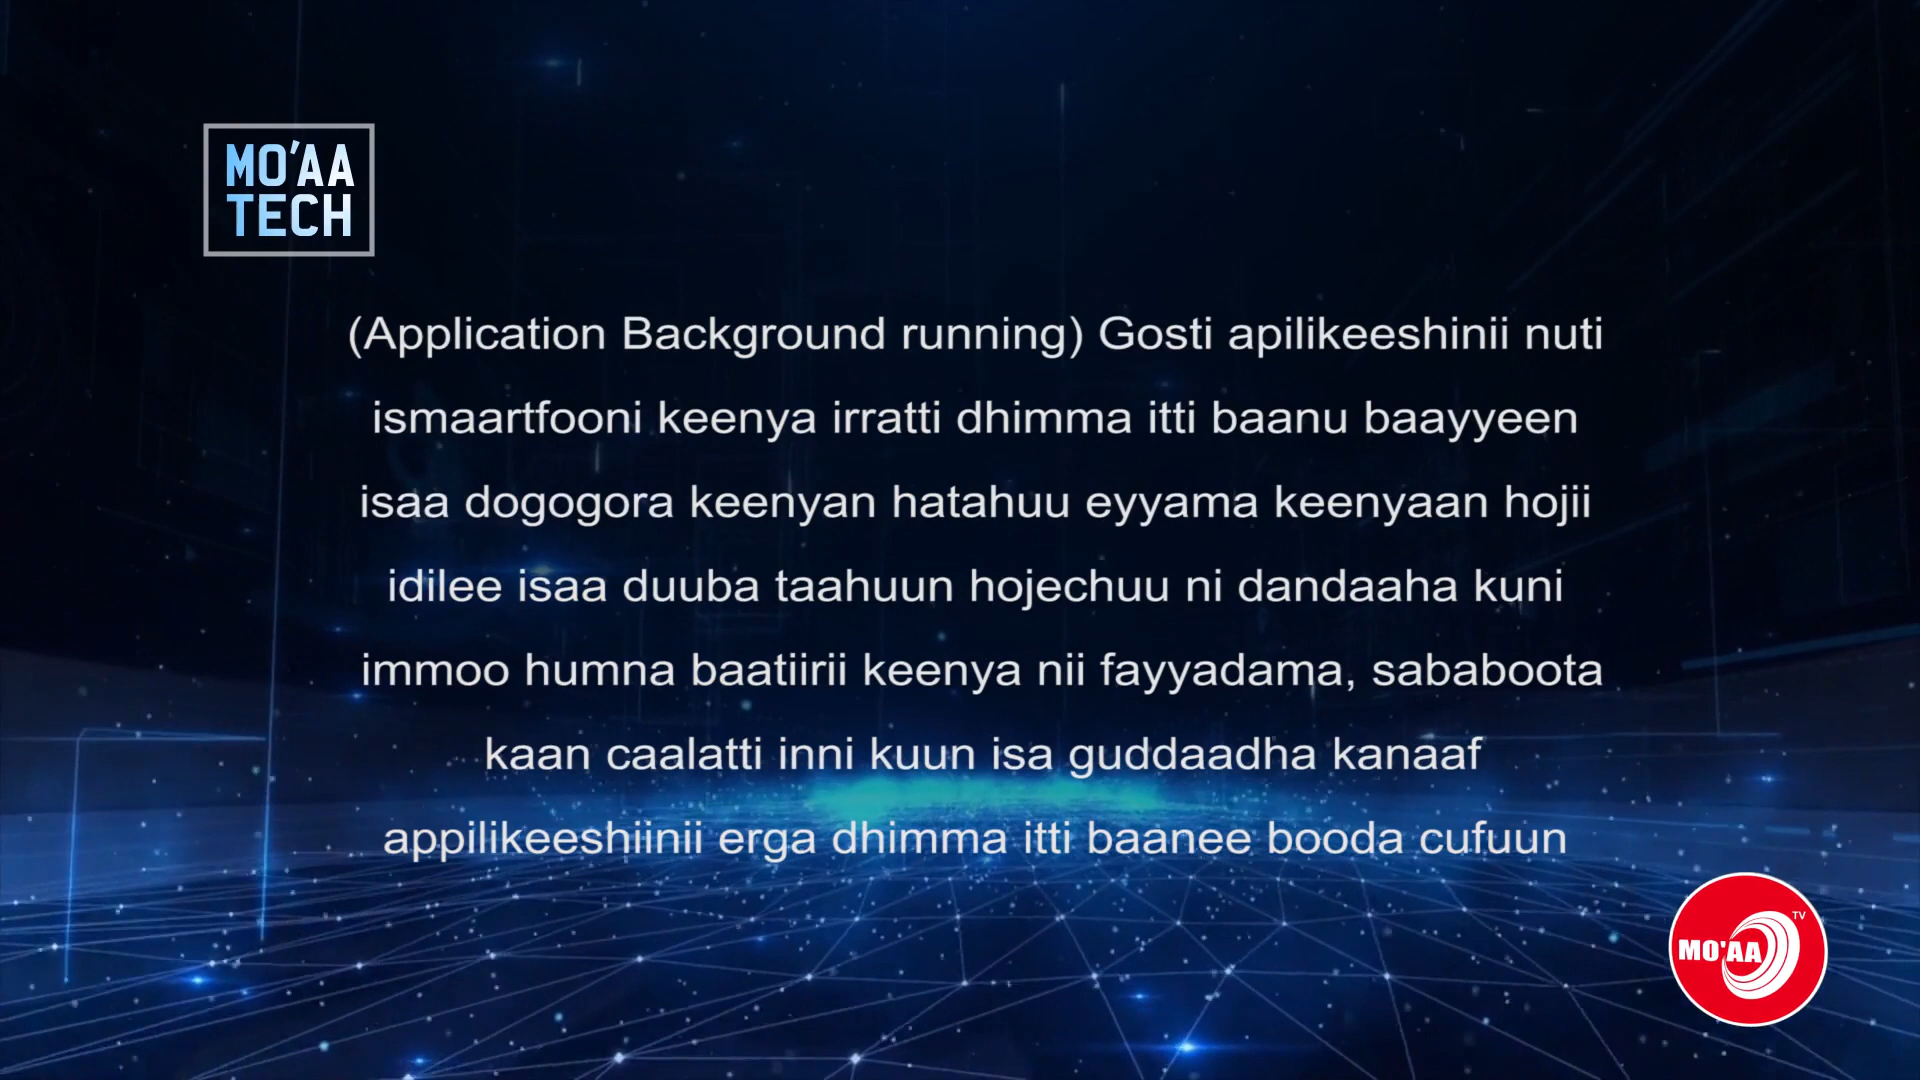 MO'AA
TECH
(Application Background running) Gosti apilikeeshinii nuti
ismaartfooni keenya irratti dhimma itti baanu baayyeen
isaa dogogora keenyan hatahuu eyyama keenyaan hojii
idilee isaa duuba taahuun hojechuu ni dandaaha kuni
immoo humna baatiirii keenya nii fayyadama, sababoota
kaan caalatti inni kuun isa guddaadha kanaaf
appilikeeshiinii erga dhimma itti baanee booda cufuun
TV
MO'AA